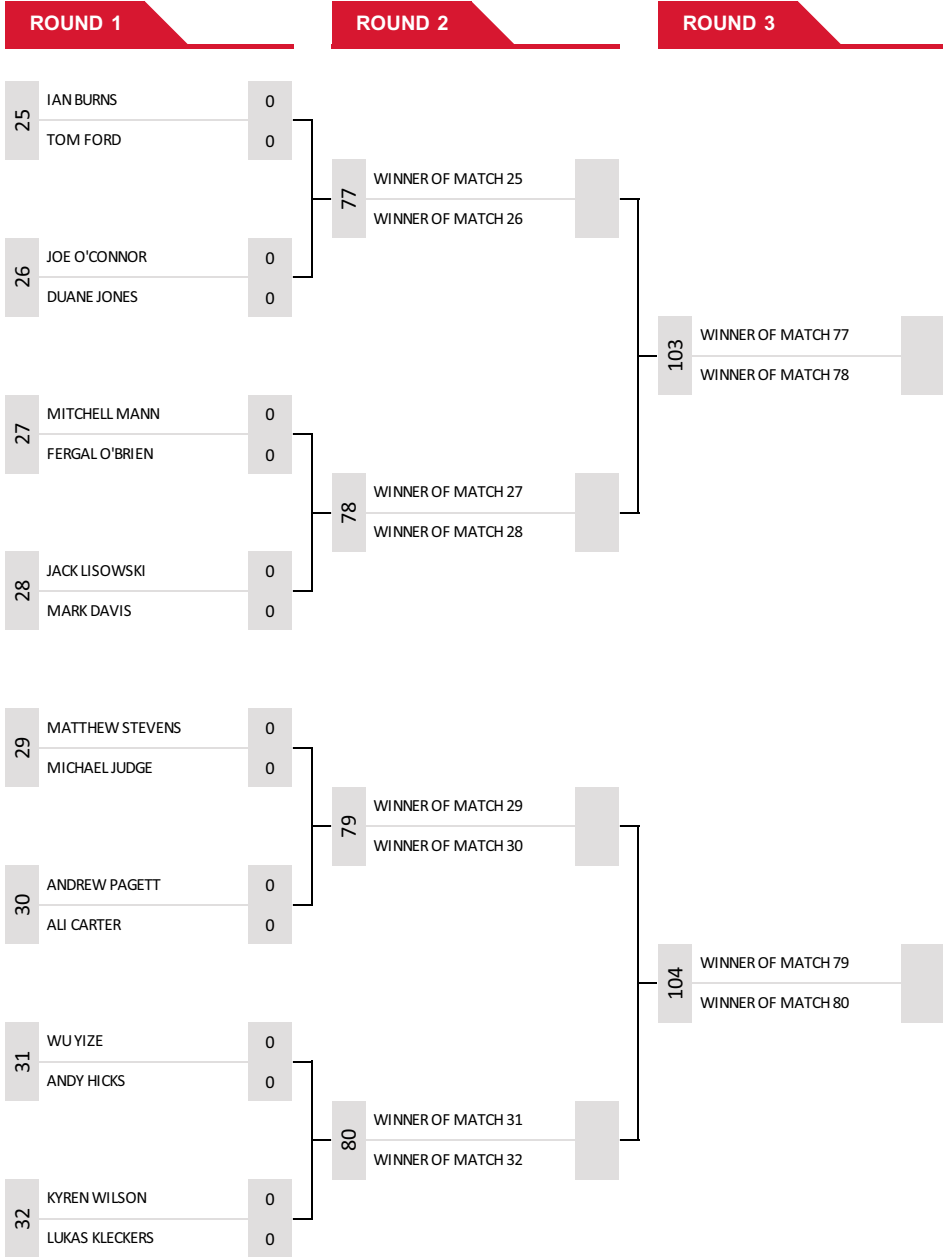 ROUND 1
ROUND 2
ROUND 3
25
IAN BURNS 0
TOM FORD 0
77
WINNER OF MATCH 25
WINNER OF MATCH 26
26
JOE O'CONNOR 0
DUANE JONES 0
103
WINNER OF MATCH 77
WINNER OF MATCH 78
27
MITCHELL MANN 0
FERGAL O'BRIEN 0
78
WINNER OF MATCH 27
WINNER OF MATCH 28
28
JACK LISOWSKI 0
MARK DAVIS 0
29
MATTHEW STEVENS 0
MICHAEL JUDGE 0
79
WINNER OF MATCH 29
WINNER OF MATCH 30
30
ANDREW PAGETT 0
ALI CARTER 0
104
WINNER OF MATCH 79
WINNER OF MATCH 80
31
WU YIZE 0
ANDY HICKS 0
80
WINNER OF MATCH 31
WINNER OF MATCH 32
32
KYREN WILSON 0
LUKAS KLECKERS 0